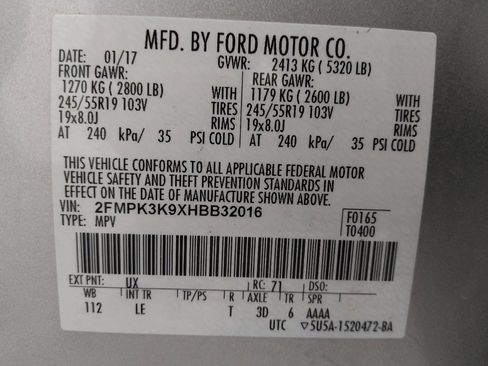 MFD. BY FORD MOTOR CO.
DATE: 01/17 GVWR: 2413 KG ( 5320 LB)
FRONT GAWR: REAR GAWR:
1270 KG ( 2800 LB) WITH 1179 KG ( 2600 LB) WITH
245/55R19 103V TIRES 245/55R19 103V TIRES
19x8.0J RIMS 19x8.0J RIMS
AT 240 kPa/ 35 PSI COLD AT 240 kPa/ 35 PSI COLD
THIS VEHICLE CONFORMS TO ALL APPLICABLE FEDERAL MOTOR
VEHICLE SAFETY AND THEFT PREVENTION STANDARDS IN
EFFECT ON THE DATE OF MANUFACTURE SHOWN ABOVE.
VIN: 2FMPK3K9XHBB32016 F0165
TYPE: MPV T0400
EXT PNT: UX RC: 71 DSO:
WB INT TR TP/PS R AXLE TR SPR
112 LE T 3D 6 AAAA
UTC ▽5U5A-1520472-BA